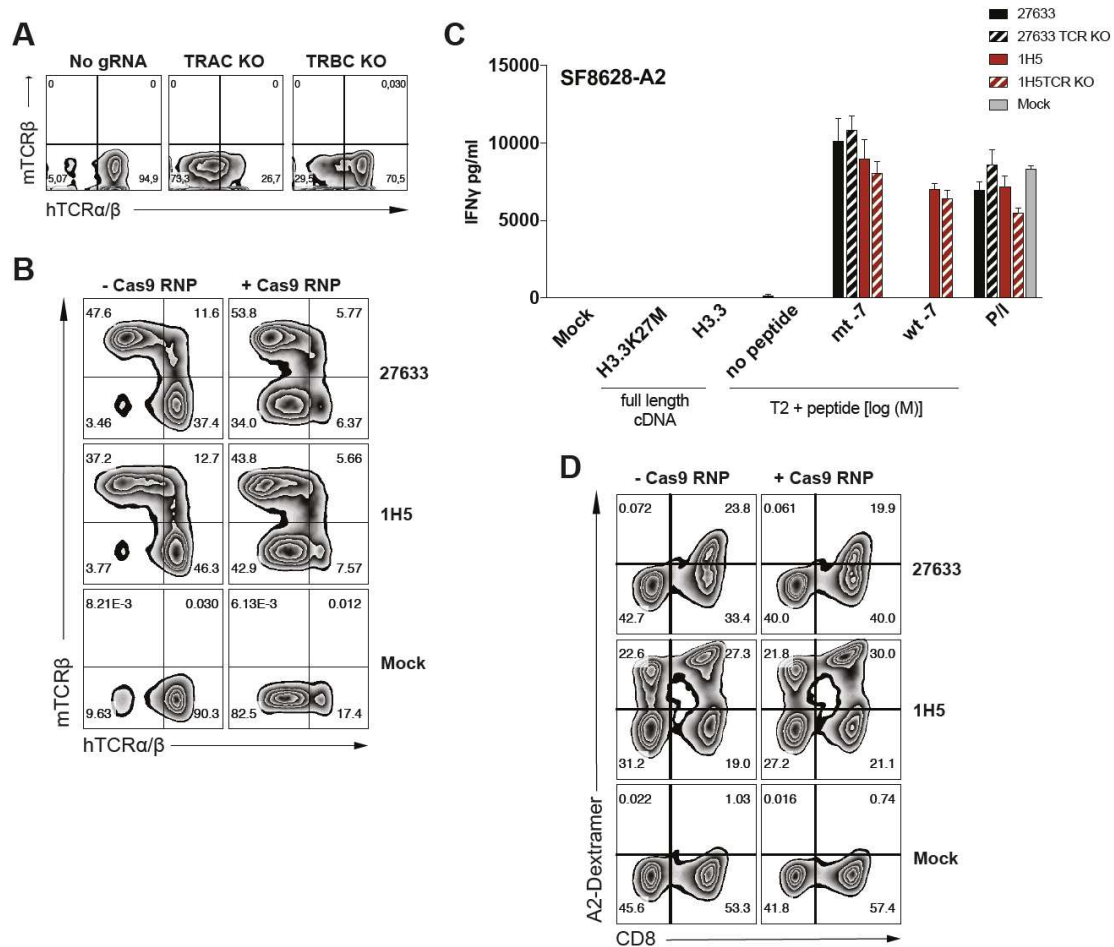 A
No gRNA TRAC KO TRBC KO
0 0 0 0 0 0,030
5,07 94,9 73,3 26,7 29,5 70,5
mTCRβ
hTCRα/β
B
- Cas9 RNP + Cas9 RNP
47.6 11.6 53.8 5.77
27633
3.46 37.4 34.0 6.37
37.2 12.7 43.8 5.66
1H5
3.77 46.3 42.9 7.57
8.21E-3 0.030 6.13E-3 0.012
Mock
9.63 90.3 82.5 17.4
mTCRβ
hTCRα/β
C
27633
27633 TCR KO
1H5
1H5TCR KO
Mock
SF8628-A2
15000
10000
5000
0
IFNγ pg/ml
Mock
H3.3K27M
H3.3
no peptide
mt -7
wt -7
P/I
full length
cDNA
T2 + peptide [log (M)]
D
- Cas9 RNP + Cas9 RNP
0.072 23.8 0.061 19.9
27633
42.7 33.4 40.0 40.0
22.6 27.3 21.8 30.0
1H5
31.2 19.0 27.2 21.1
0.022 1.03 0.016 0.74
Mock
45.6 53.3 41.8 57.4
A2-Dextramer
CD8